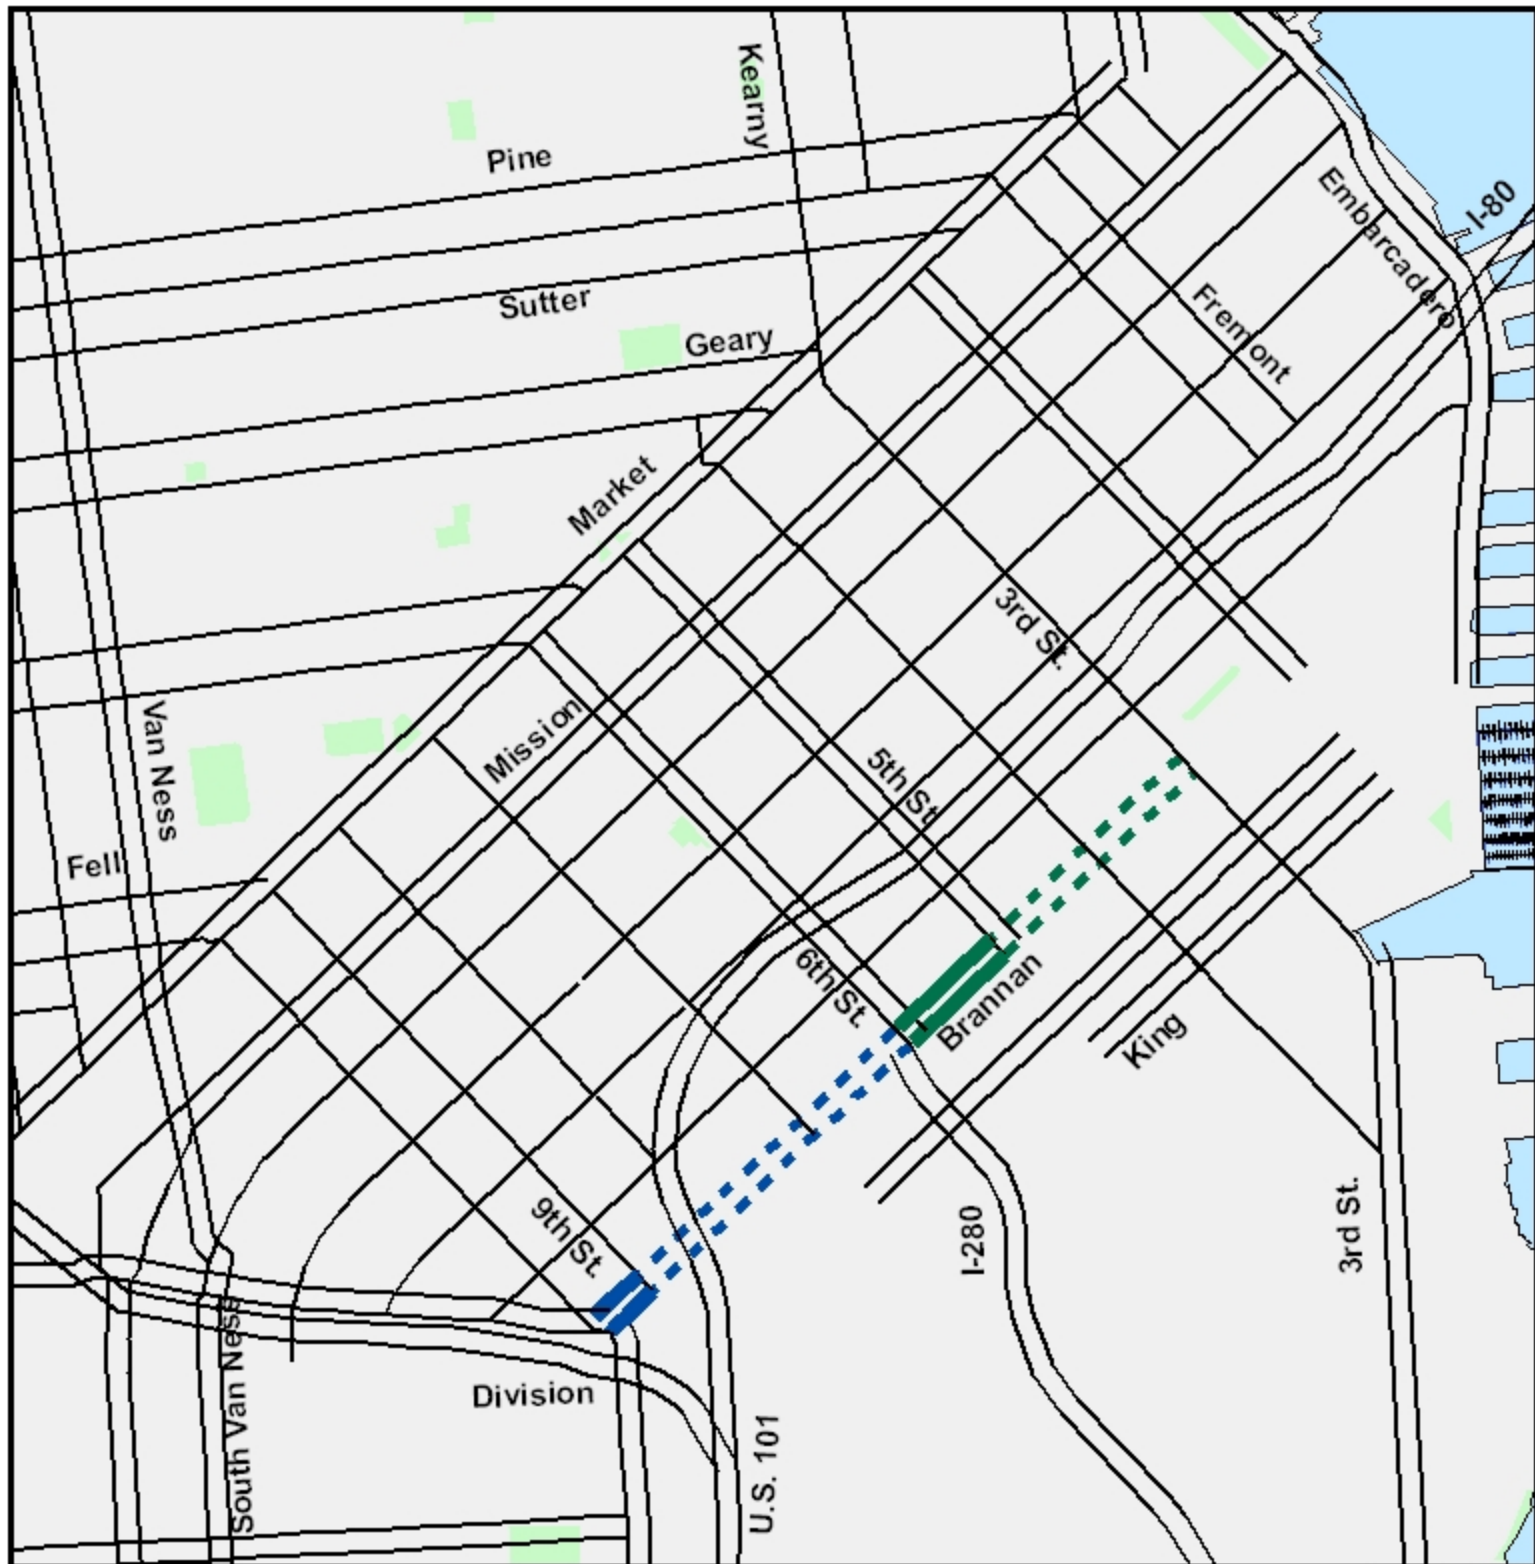 Kearny
Pine
I-80
Embarcadero
Sutter
Fremont
Geary
Market
3rd St.
Mission
Van Ness
5th St.
Fell
6th St.
Brannan
King
9th St.
I-280
3rd St.
South Van Ness
Division
U.S. 101